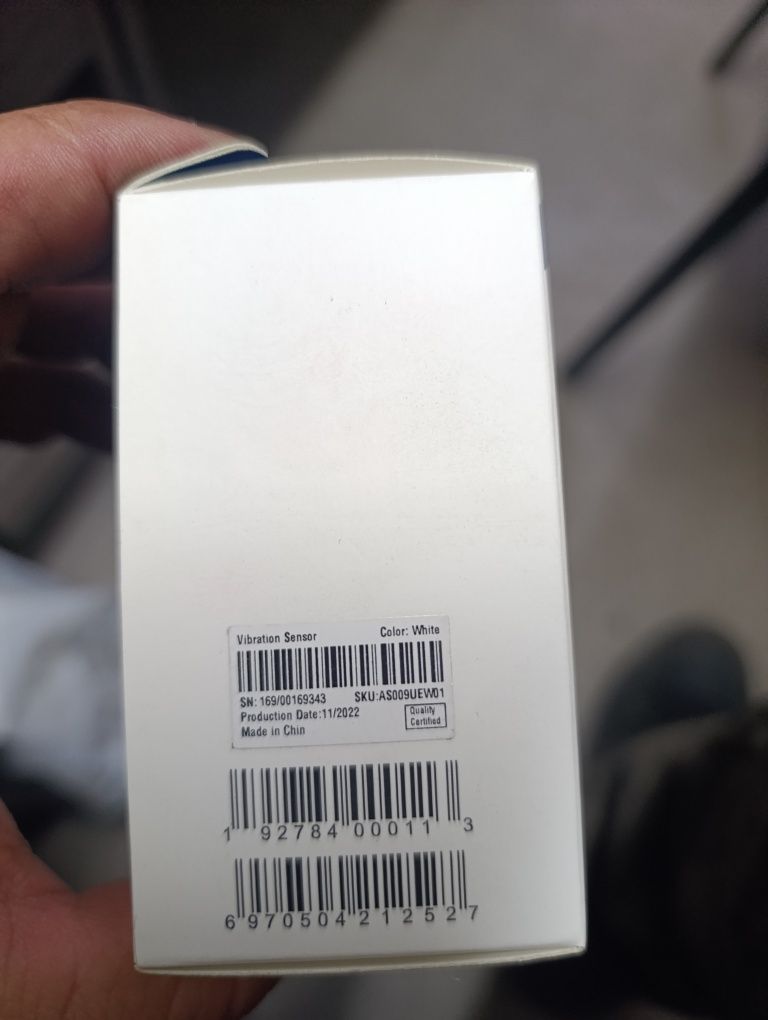 Vibration Sensor Color: White
SN: 169/00169343 SKU:AS009UEW01
Production Date:11/2022
Quality
Certified
Made in Chin
1 92784 00011 3
6 970504 212527